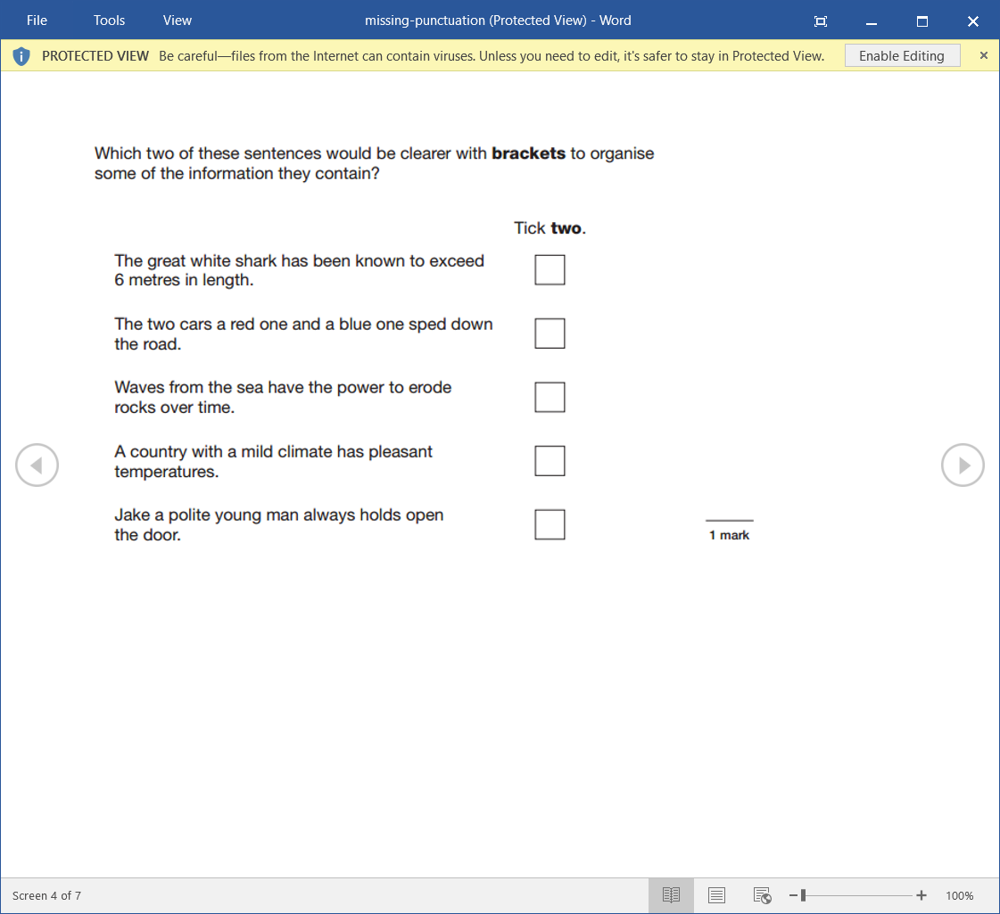 File Tools View missing-punctuation (Protected View) - Word
PROTECTED VIEW Be careful—files from the Internet can contain viruses. Unless you need to edit, it's safer to stay in Protected View. Enable Editing
Which two of these sentences would be clearer with brackets to organise
some of the information they contain?
Tick two.
The great white shark has been known to exceed
6 metres in length.
The two cars a red one and a blue one sped down
the road.
Waves from the sea have the power to erode
rocks over time.
A country with a mild climate has pleasant
temperatures.
Jake a polite young man always holds open
the door.
1 mark
Screen 4 of 7 100%